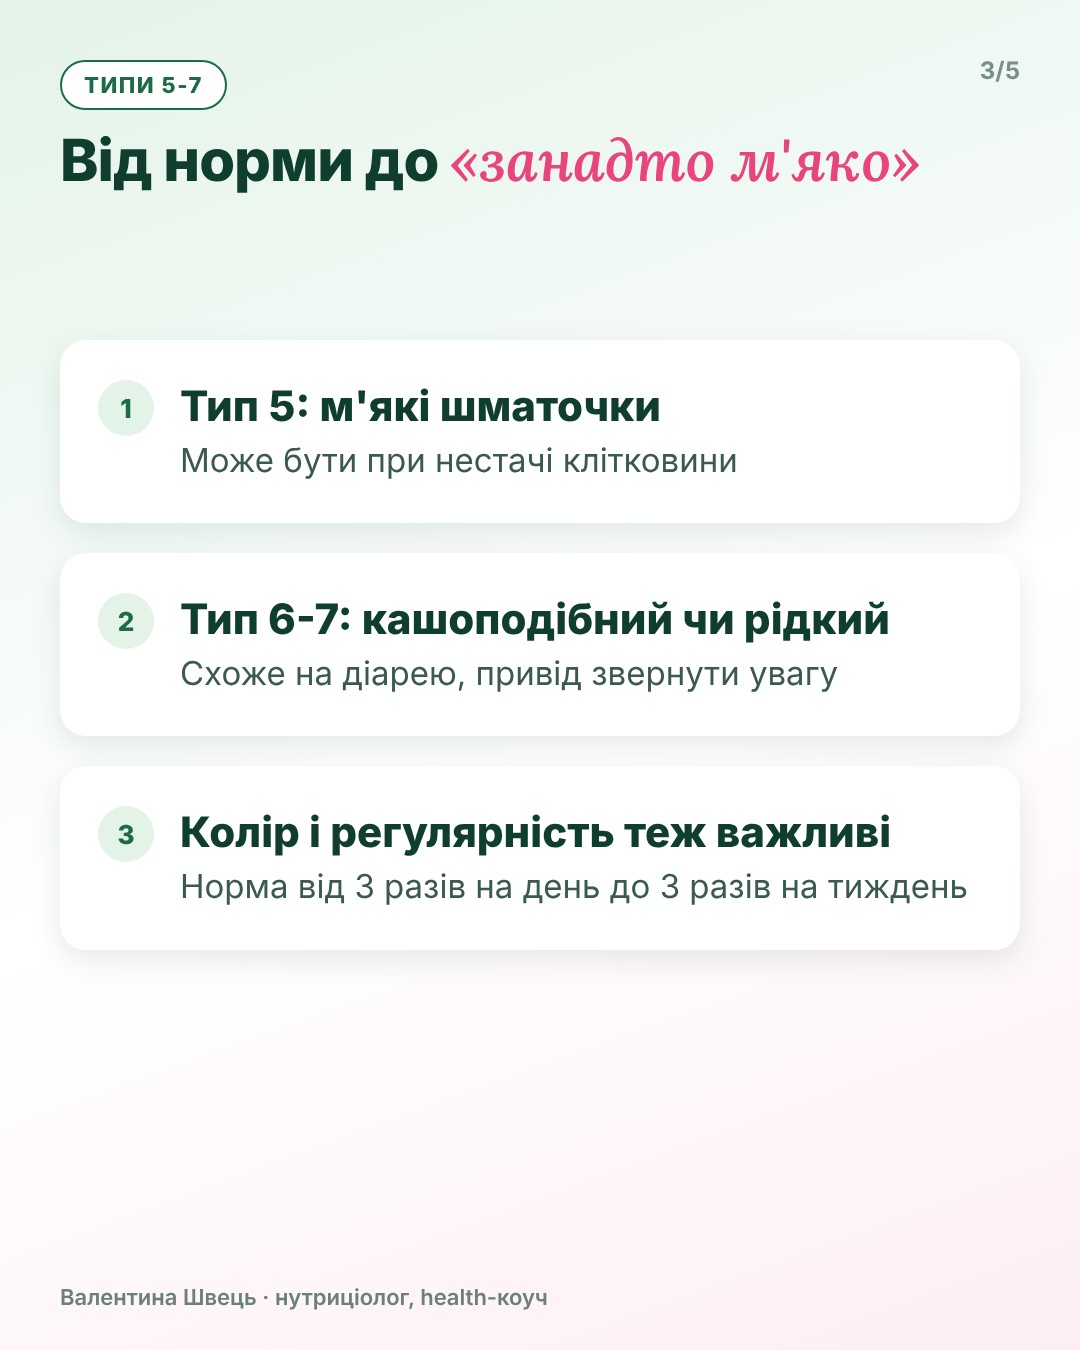 ТИПИ 5-7
3/5
Від норми до «занадто м'яко»
1
Тип 5: м'які шматочки
Може бути при нестачі клітковини
2
Тип 6-7: кашоподібний чи рідкий
Схоже на діарею, привід звернути увагу
3
Колір і регулярність теж важливі
Норма від 3 разів на день до 3 разів на тиждень
Валентина Швець · нутриціолог, health-коуч